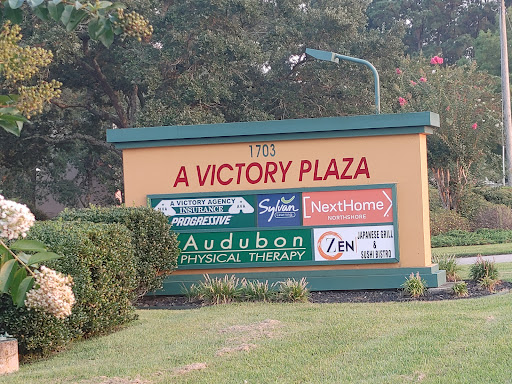 1703
A VICTORY PLAZA
A VICTORY AGENCY
INSURANCE
PROGRESSIVE
Sylvan
[NextHome]
NORTHSHORE
Audubon
PHYSICAL THERAPY
ZEN
JAPANESE GRILL
&
SUSHI BISTRO